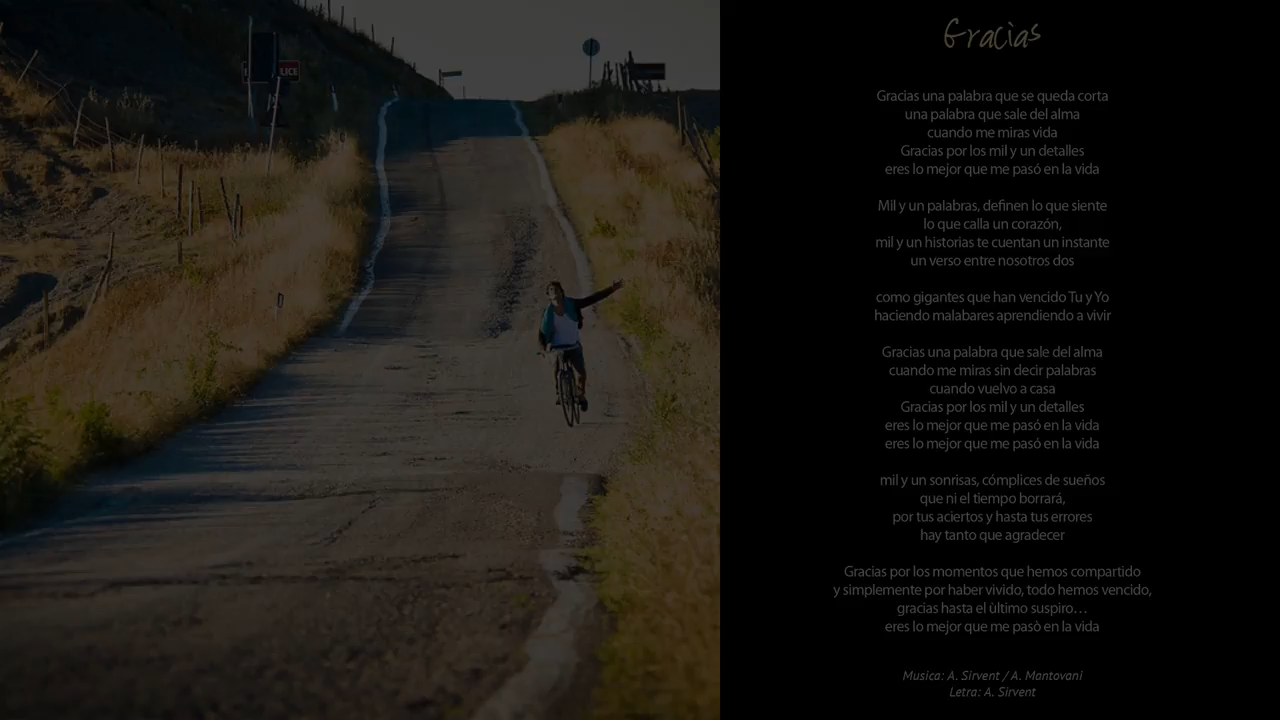 LICE
Gracias
Gracias una palabra que se queda corta
una palabra que sale del alma
cuando me miras vida
Gracias por los mil y un detalles
eres lo mejor que me pasó en la vida
Mil y un palabras, definen lo que siente
lo que calla un corazón,
mil y un historias te cuentan un instante
un verso entre nosotros dos
como gigantes que han vencido Tu y Yo
haciendo malabares aprendiendo a vivir
Gracias una palabra que sale del alma
cuando me miras sin decir palabras
cuando vuelvo a casa
Gracias por los mil y un detalles
eres lo mejor que me pasó en la vida
eres lo mejor que me pasó en la vida
mil y un sonrisas, cómplices de sueños
que ni el tiempo borrará,
por tus aciertos y hasta tus errores
hay tanto que agradecer
Gracias por los momentos que hemos compartido
y simplemente por haber vivido, todo hemos vencido,
gracias hasta el ùltimo suspiro...
eres lo mejor que me pasò en la vida
Musica: A. Sirvent / A. Mantovani
Letra: A. Sirvent